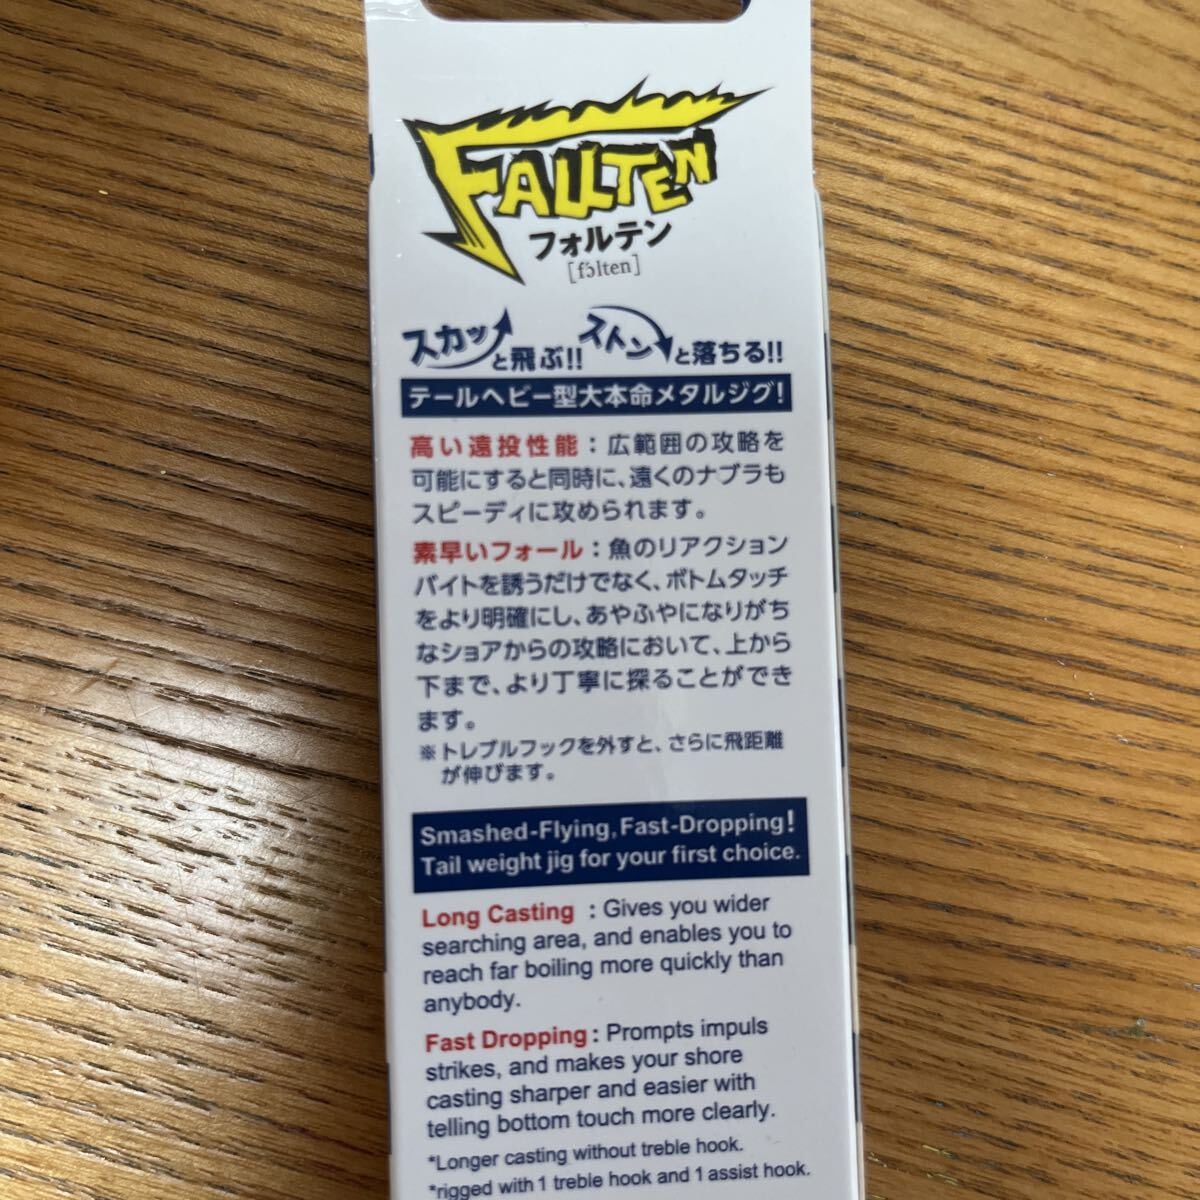 FALLTEN
フォルテン
[fɔ́lten]
スカッと飛ぶ!! ストンと落ちる!!
テールヘビー型大本命メタルジグ!
高い遠投性能:広範囲の攻略を
可能にすると同時に、遠くのナブラも
スピーディに攻められます。
素早いフォール:魚のリアクション
バイトを誘うだけでなく、ボトムタッチ
をより明確にし、あやふやになりがち
なショアからの攻略において、上から
下まで、より丁寧に探ることができ
ます。
※トレブルフックを外すと、さらに飛距離
が伸びます。
Smashed-Flying, Fast-Dropping!
Tail weight jig for your first choice.
Long Casting : Gives you wider
searching area, and enables you to
reach far boiling more quickly than
anybody.
Fast Dropping : Prompts impuls
strikes, and makes your shore
casting sharper and easier with
telling bottom touch more clearly.
*Longer casting without treble hook.
*rigged with 1 treble hook and 1 assist hook.